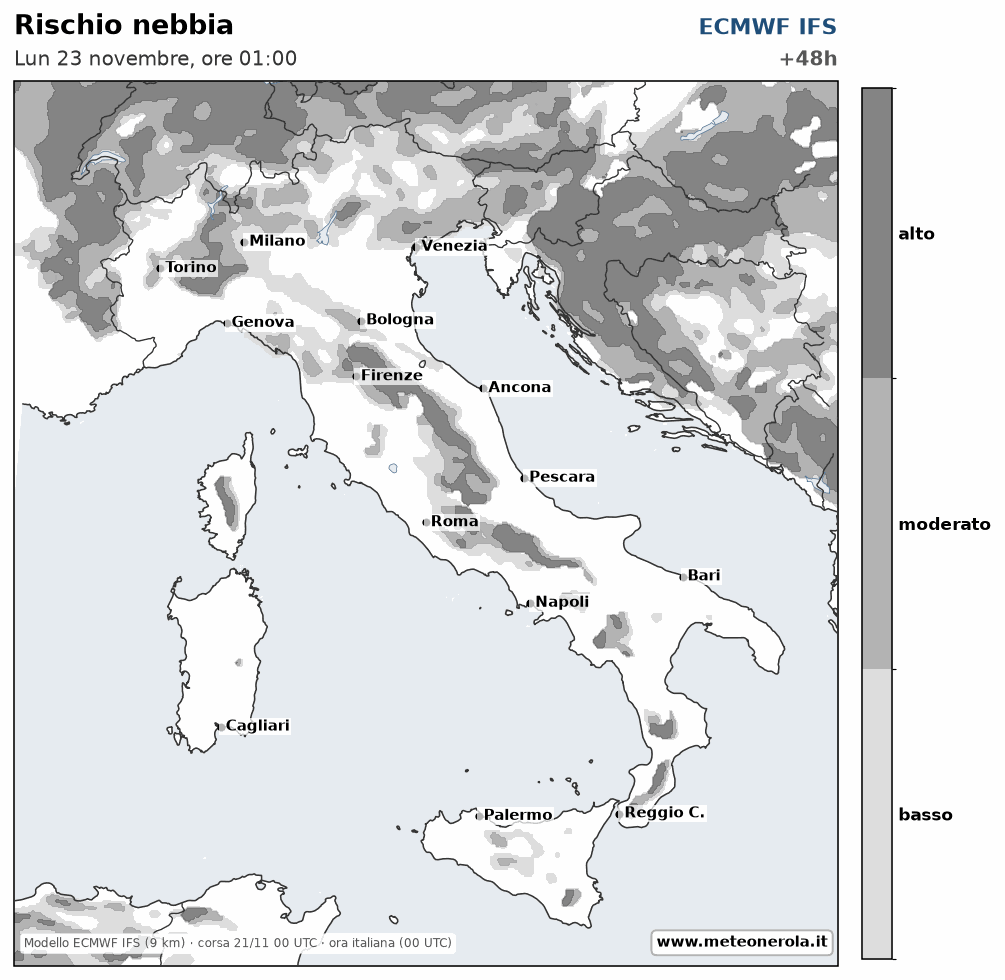 Rischio nebbia
ECMWF IFS
Lun 23 novembre, ore 01:00
+48h
Milano
Venezia
Torino
Genova
Bologna
Firenze
Ancona
Pescara
Roma
Bari
Napoli
Cagliari
Palermo
Reggio C.
alto
moderato
basso
Modello ECMWF IFS (9 km) · corsa 21/11 00 UTC · ora italiana (00 UTC)
www.meteonerola.it